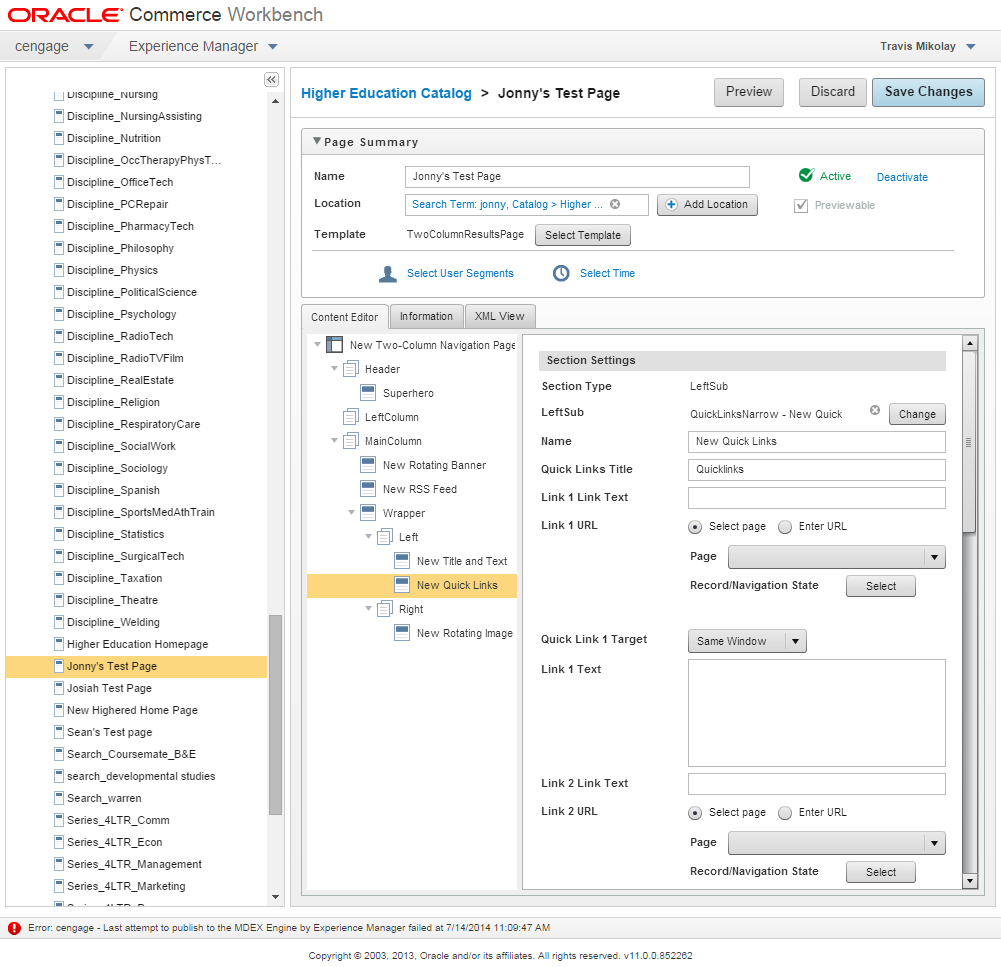 ORACLE Commerce Workbench
cengage
Experience Manager
Travis Mikolay
Discipline_Nursing
Discipline_NursingAssisting
Discipline_Nutrition
Discipline_OccTherapyPhysT...
Discipline_OfficeTech
Discipline_PCRepair
Discipline_PharmacyTech
Discipline_Philosophy
Discipline_Physics
Discipline_PoliticalScience
Discipline_Psychology
Discipline_RadioTech
Discipline_RadioTVFilm
Discipline_RealEstate
Discipline_Religion
Discipline_RespiratoryCare
Discipline_SocialWork
Discipline_Sociology
Discipline_Spanish
Discipline_SportsMedAthTrain
Discipline_Statistics
Discipline_SurgicalTech
Discipline_Taxation
Discipline_Theatre
Discipline_Welding
Higher Education Homepage
Jonny's Test Page
Josiah Test Page
New Highered Home Page
Sean's Test page
Search_Coursemate_B&E
search_developmental studies
Search_warren
Series_4LTR_Comm
Series_4LTR_Econ
Series_4LTR_Management
Series_4LTR_Marketing
Higher Education Catalog > Jonny's Test Page
Preview
Discard
Save Changes
Page Summary
Name
Jonny's Test Page
Active
Deactivate
Location
Search Term: jonny, Catalog > Higher ...
Add Location
Previewable
Template
TwoColumnResultsPage
Select Template
Select User Segments
Select Time
Content Editor
Information
XML View
New Two-Column Navigation Page
Header
Superhero
LeftColumn
MainColumn
New Rotating Banner
New RSS Feed
Wrapper
Left
New Title and Text
New Quick Links
Right
New Rotating Image
Section Settings
Section Type
LeftSub
LeftSub
QuickLinksNarrow - New Quick
Change
Name
New Quick Links
Quick Links Title
Quicklinks
Link 1 Link Text
Link 1 URL
Select page
Enter URL
Page
Record/Navigation State
Select
Quick Link 1 Target
Same Window
Link 1 Text
Link 2 Link Text
Link 2 URL
Select page
Enter URL
Page
Record/Navigation State
Select
Error: cengage - Last attempt to publish to the MDEX Engine by Experience Manager failed at 7/14/2014 11:09:47 AM
Copyright © 2003, 2013, Oracle and/or its affiliates. All rights reserved. v11.0.0.852262